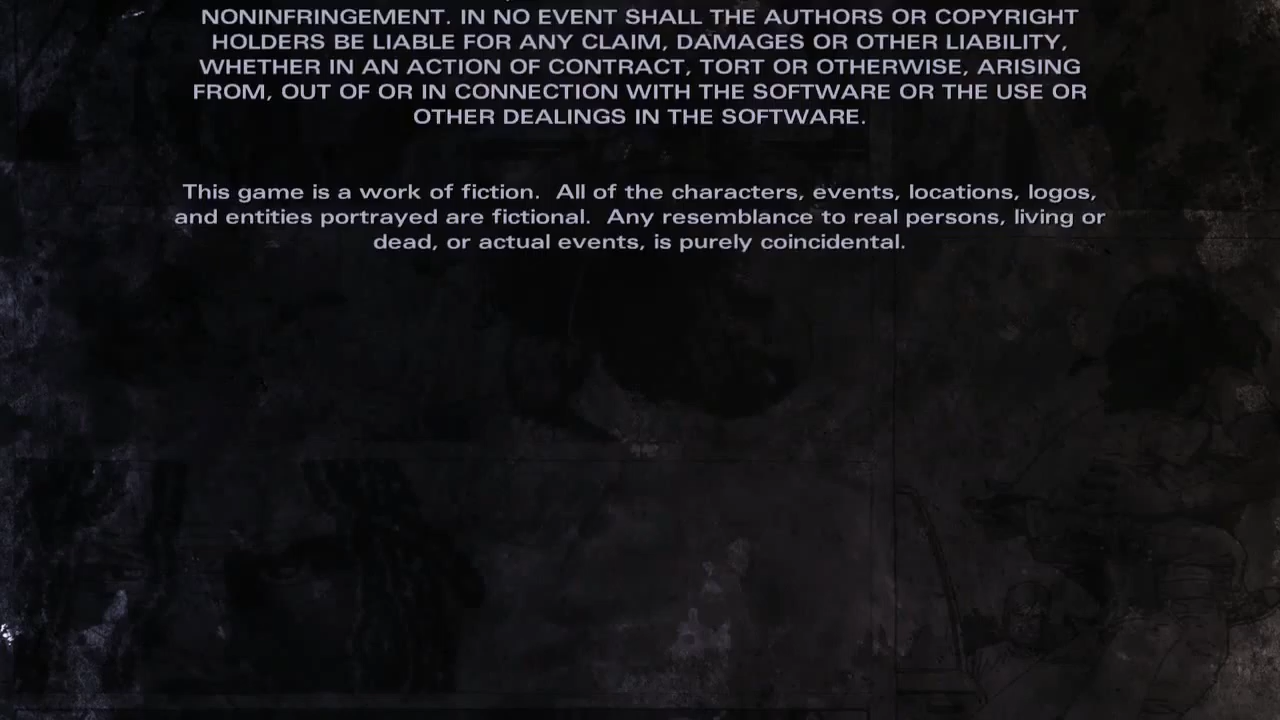 NONINFRINGEMENT. IN NO EVENT SHALL THE AUTHORS OR COPYRIGHT
HOLDERS BE LIABLE FOR ANY CLAIM, DAMAGES OR OTHER LIABILITY,
WHETHER IN AN ACTION OF CONTRACT, TORT OR OTHERWISE, ARISING
FROM, OUT OF OR IN CONNECTION WITH THE SOFTWARE OR THE USE OR
OTHER DEALINGS IN THE SOFTWARE.
This game is a work of fiction.  All of the characters, events, locations, logos,
and entities portrayed are fictional.  Any resemblance to real persons, living or
dead, or actual events, is purely coincidental.